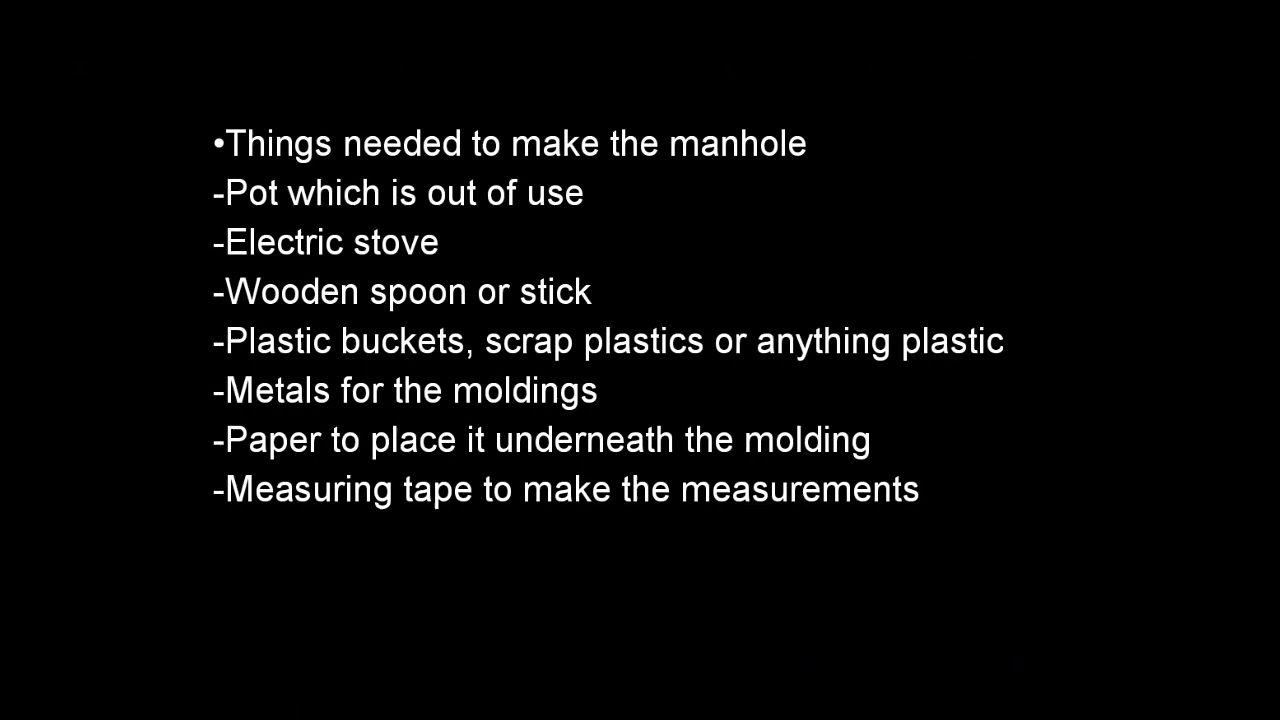 •Things needed to make the manhole
-Pot which is out of use
-Electric stove
-Wooden spoon or stick
-Plastic buckets, scrap plastics or anything plastic
-Metals for the moldings
-Paper to place it underneath the molding
-Measuring tape to make the measurements